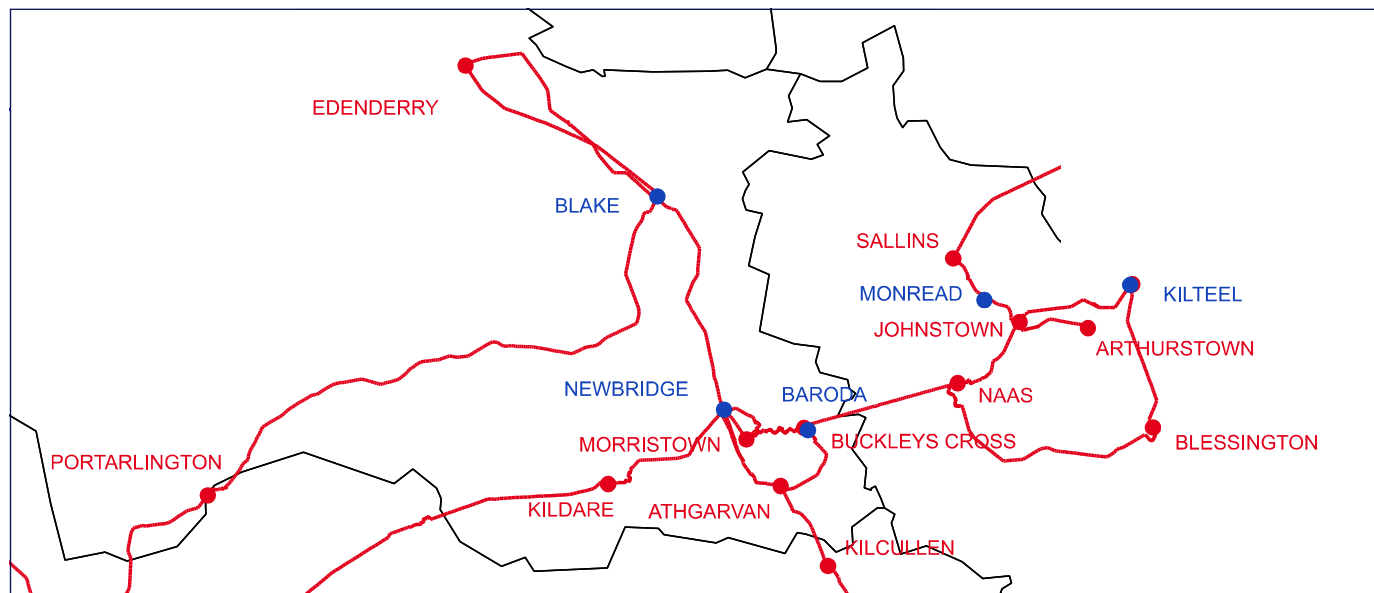 EDENDERRY
BLAKE
SALLINS
MONREAD
KILTEEL
JOHNSTOWN
ARTHURSTOWN
NEWBRIDGE
BARODA
NAAS
MORRISTOWN
BUCKLEYS CROSS
BLESSINGTON
PORTARLINGTON
KILDARE
ATHGARVAN
KILCULLEN